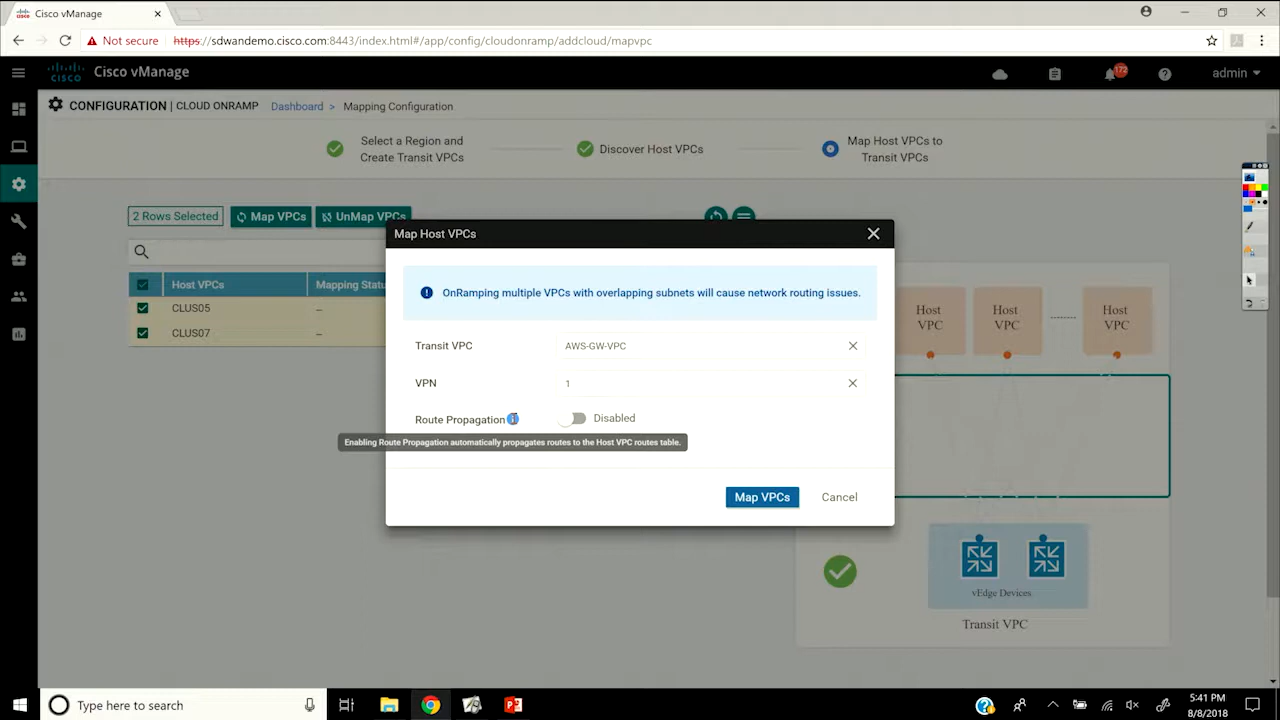 Cisco vManage
Not secure
https://sdwandemo.cisco.com:8443/index.html#/app/config/cloudonramp/addcloud/mapvpc
CISCO
Cisco vManage
172
admin
CONFIGURATION | CLOUD ONRAMP
Dashboard > Mapping Configuration
Select a Region and
Create Transit VPCs
Discover Host VPCs
Map Host VPCs to
Transit VPCs
2 Rows Selected
Map VPCs
UnMap VPCs
Host VPCs
Mapping Statu
CLUS05
–
CLUS07
–
Map Host VPCs
OnRamping multiple VPCs with overlapping subnets will cause network routing issues.
Transit VPC
AWS-GW-VPC
VPN
1
Route Propagation
Disabled
Enabling Route Propagation automatically propagates routes to the Host VPC routes table.
Map VPCs
Cancel
Host
VPC
Host
VPC
Host
VPC
vEdge Devices
Transit VPC
Type here to search
5:41 PM
8/8/2018